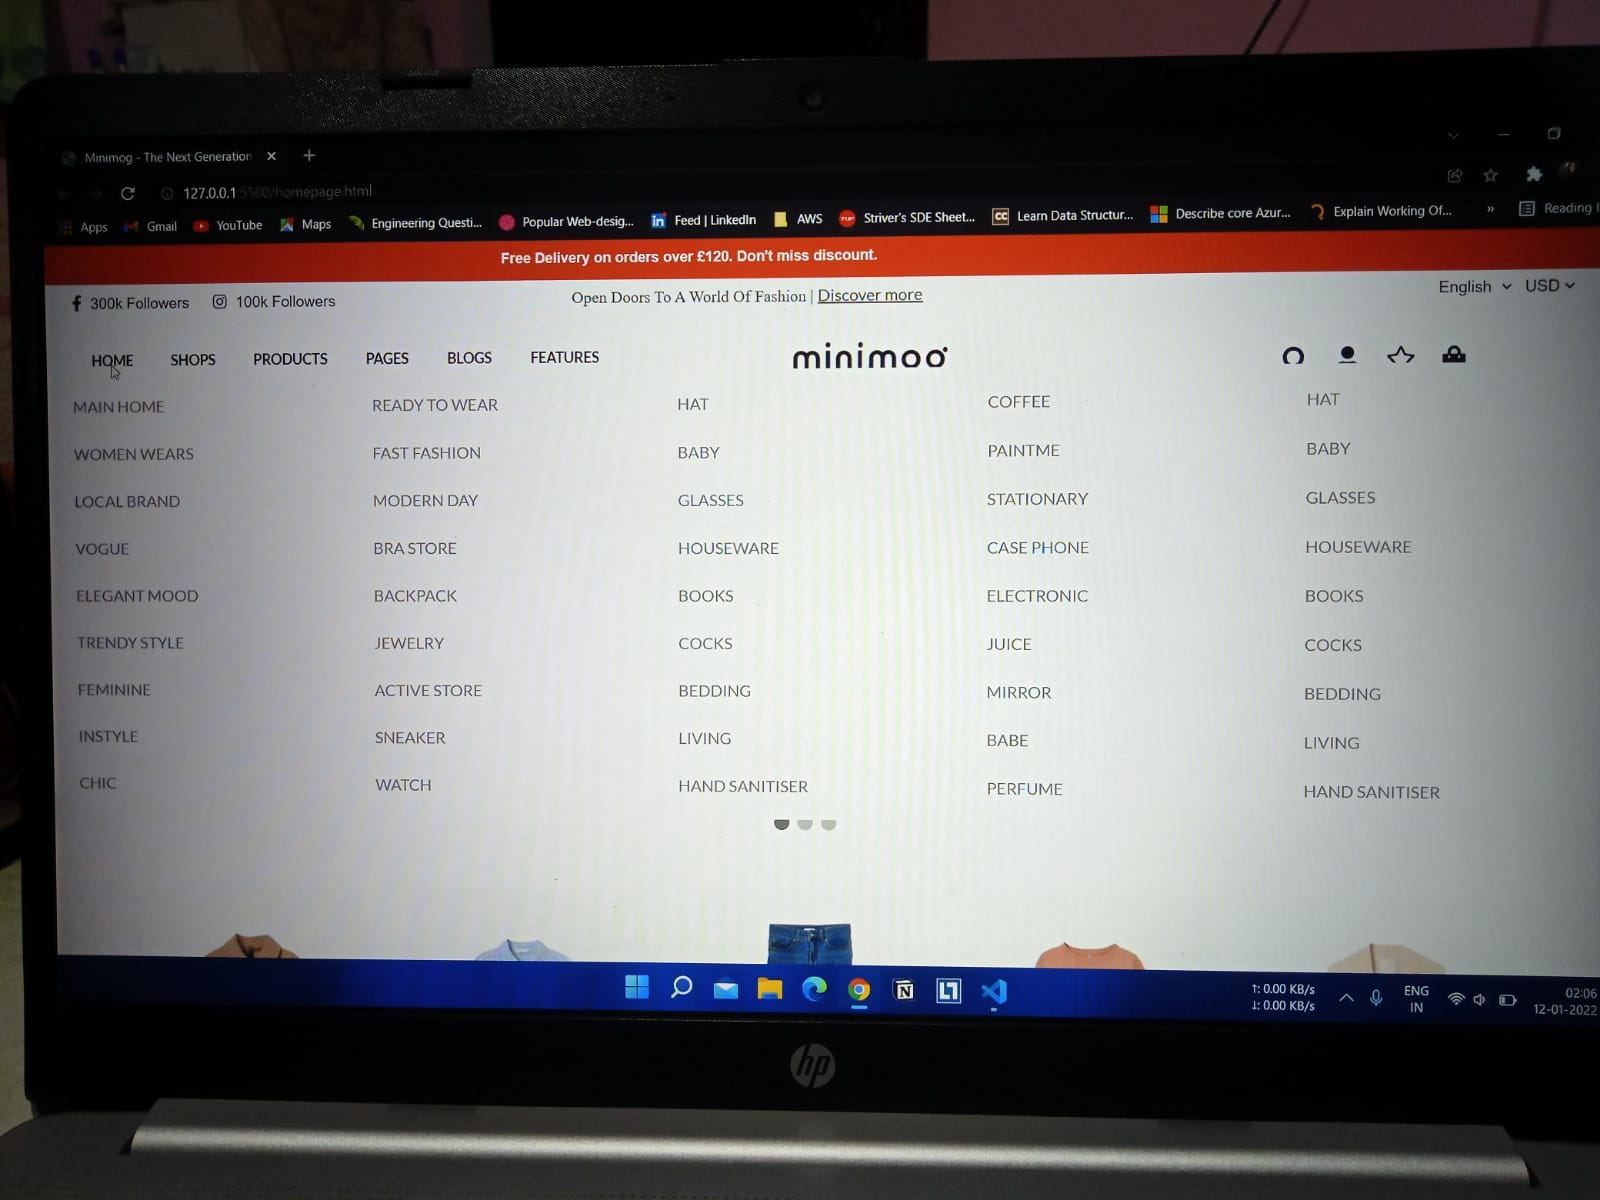 Minimog - The Next Generation
127.0.0.1:5500/homepage.html
Apps Gmail YouTube Maps Engineering Questi... Popular Web-desig... Feed | LinkedIn AWS Striver's SDE Sheet... Learn Data Structur... Describe core Azur... Explain Working Of... » Reading
Free Delivery on orders over £120. Don't miss discount.
300k Followers 100k Followers Open Doors To A World Of Fashion | Discover more English USD
HOME SHOPS PRODUCTS PAGES BLOGS FEATURES minimoo
MAIN HOME READY TO WEAR HAT COFFEE HAT
WOMEN WEARS FAST FASHION BABY PAINTME BABY
LOCAL BRAND MODERN DAY GLASSES STATIONARY GLASSES
VOGUE BRA STORE HOUSEWARE CASE PHONE HOUSEWARE
ELEGANT MOOD BACKPACK BOOKS ELECTRONIC BOOKS
TRENDY STYLE JEWELRY COCKS JUICE COCKS
FEMININE ACTIVE STORE BEDDING MIRROR BEDDING
INSTYLE SNEAKER LIVING BABE LIVING
CHIC WATCH HAND SANITISER PERFUME HAND SANITISER
↑: 0.00 KB/s ENG 02:06
↓: 0.00 KB/s IN 12-01-2022
hp